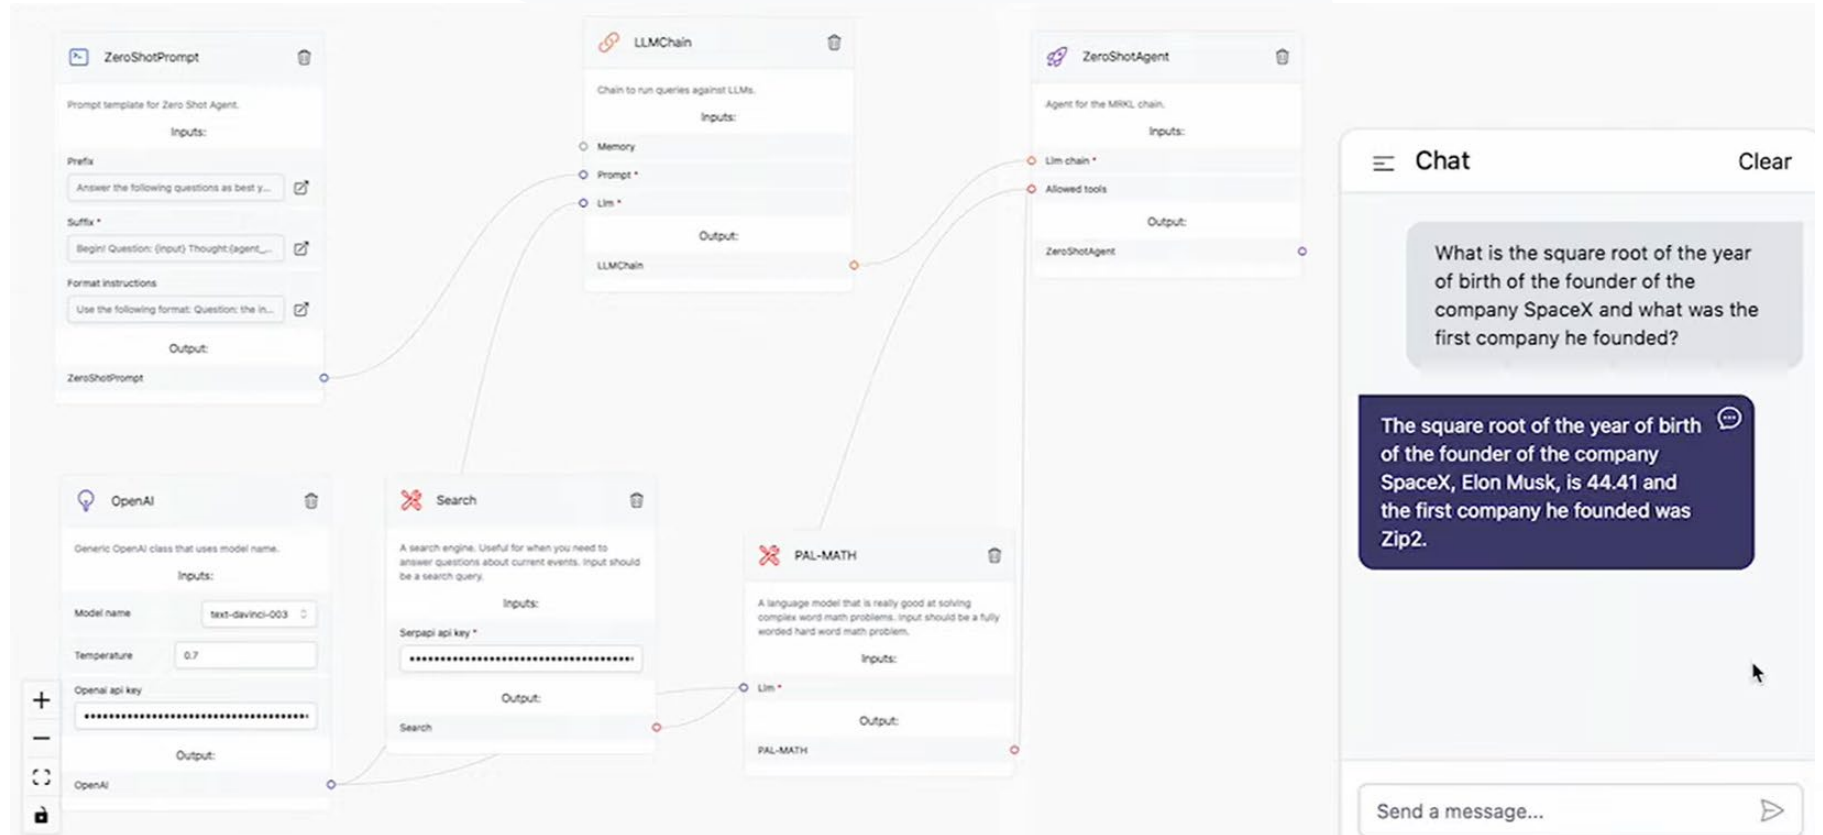 ZeroShotPrompt
Prompt template for Zero Shot Agent.
Inputs:
Prefix
Answer the following questions as best y...
Suffix *
Begin! Question: {input} Thought:{agent_...
Format instructions
Use the following format: Question: the in...
Output:
ZeroShotPrompt
LLMChain
Chain to run queries against LLMs.
Inputs:
Memory
Prompt *
Llm *
Output:
LLMChain
ZeroShotAgent
Agent for the MRKL chain.
Inputs:
Llm chain *
Allowed tools
Output:
ZeroShotAgent
OpenAI
Generic OpenAI class that uses model name.
Inputs:
Model name
text-davinci-003
Temperature
0.7
Openai api key
Output:
OpenAI
Search
A search engine. Useful for when you need to
answer questions about current events. Input should
be a search query.
Inputs:
Serpapi api key *
Output:
Search
PAL-MATH
A language model that is really good at solving
complex word math problems. Input should be a fully
worded hard word math problem.
Inputs:
Llm *
Output:
PAL-MATH
Chat
Clear
What is the square root of the year
of birth of the founder of the
company SpaceX and what was the
first company he founded?
The square root of the year of birth
of the founder of the company
SpaceX, Elon Musk, is 44.41 and
the first company he founded was
Zip2.
Send a message...